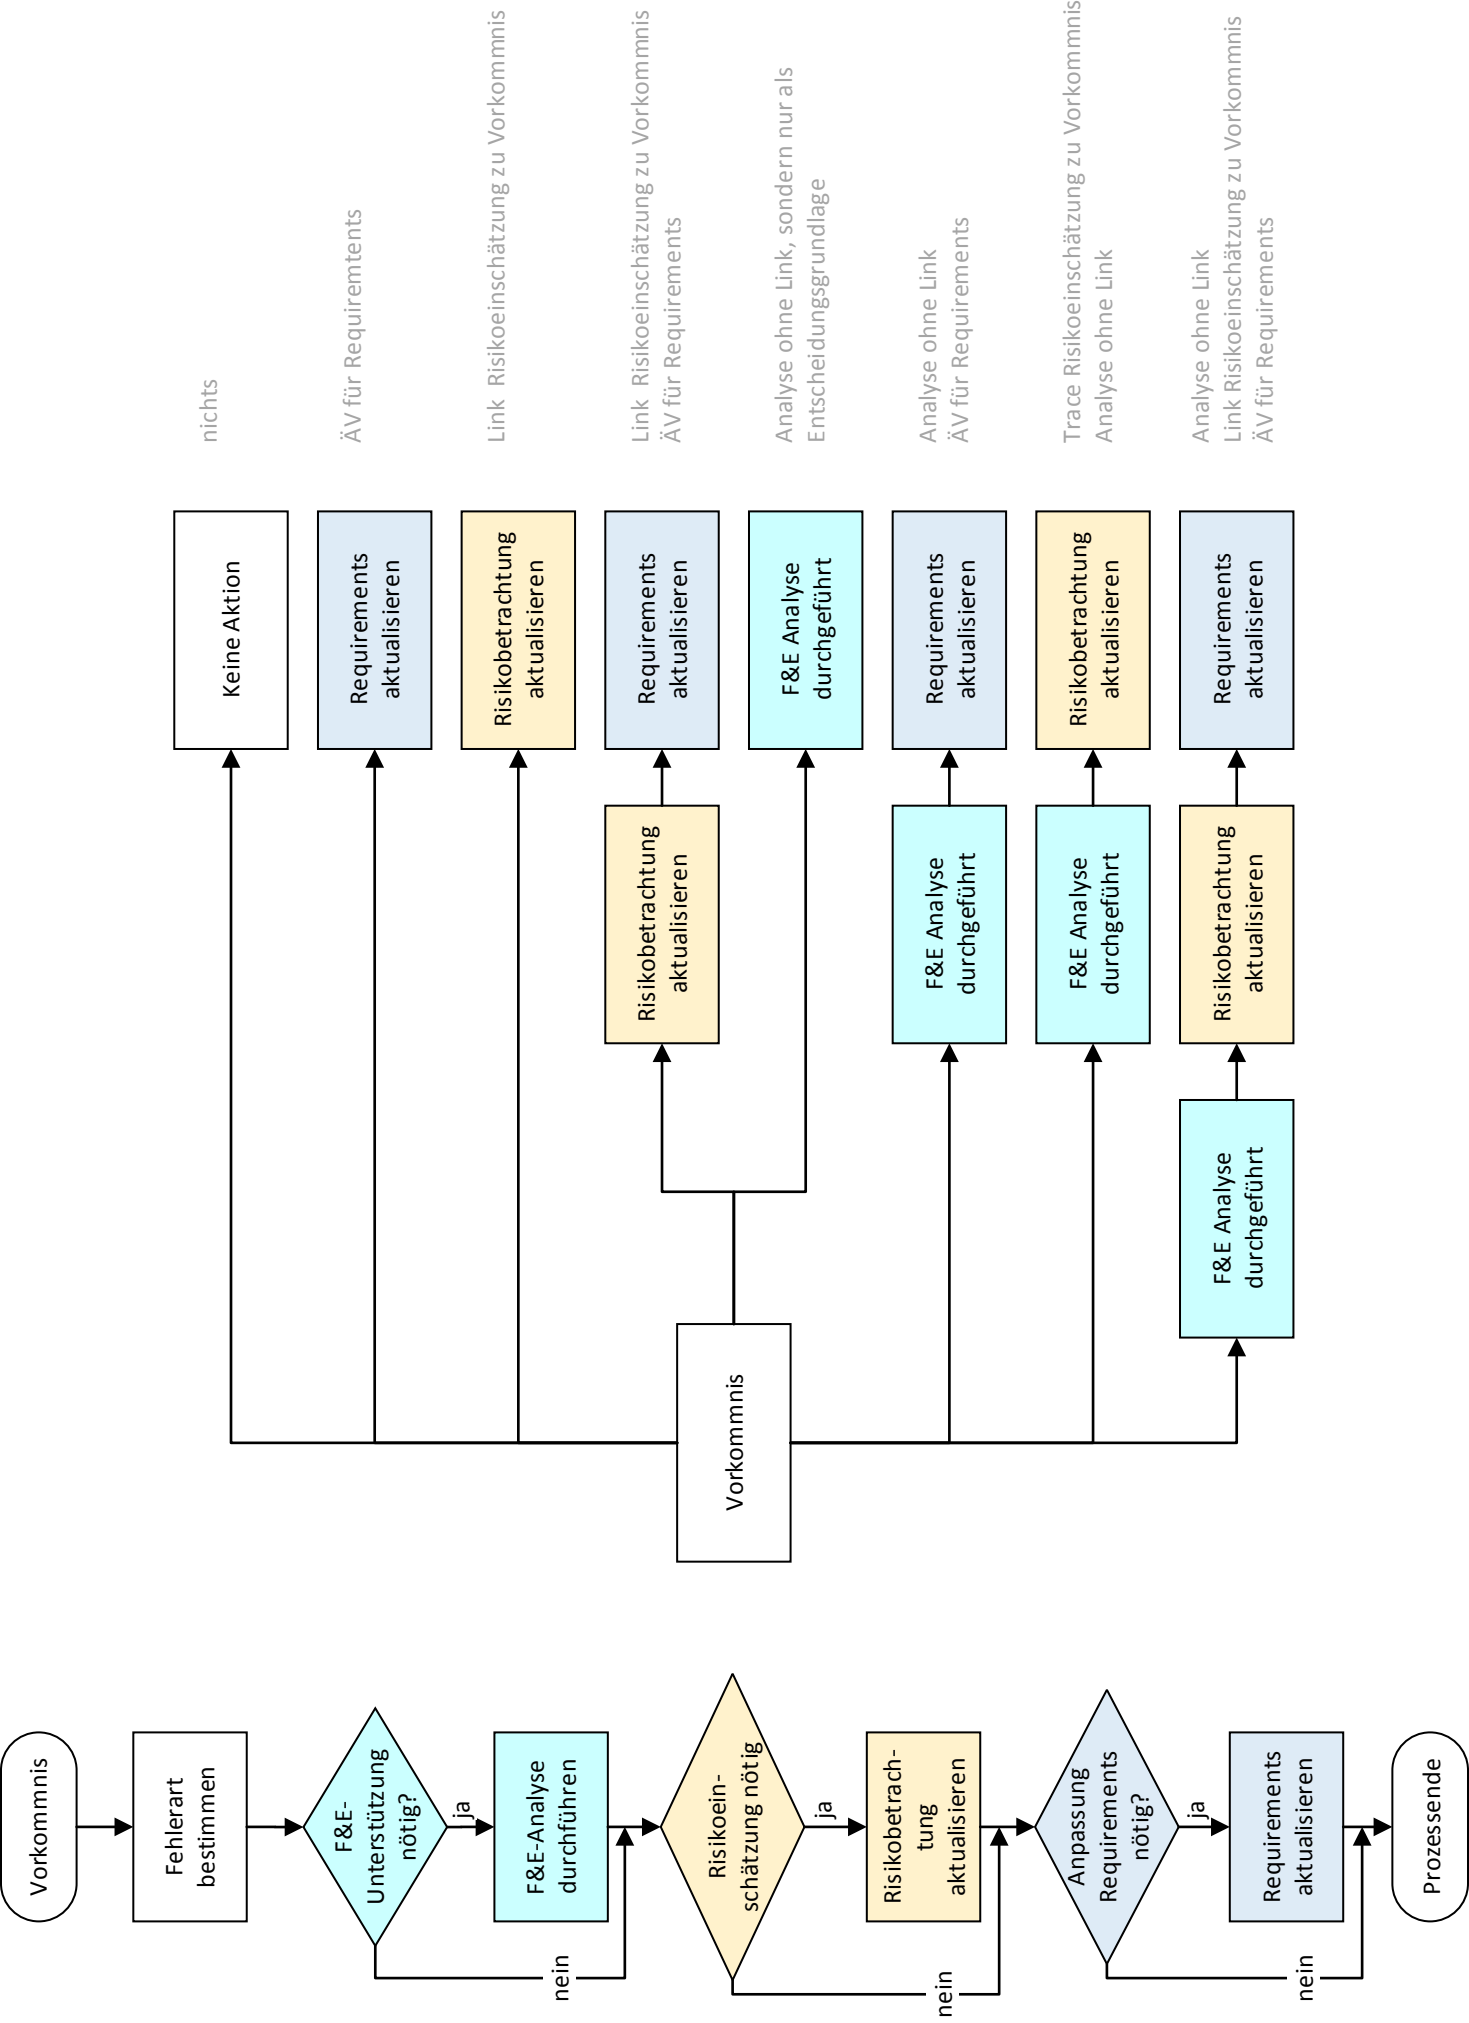 Vorkommnis
Fehlerart
bestimmen
F&E-
Unterstützung
nötig?
ja
nein
F&E-Analyse
durchführen
Risikoein-
schätzung nötig
ja
nein
Risikobetrach-
tung
aktualisieren
Anpassung
Requirements
nötig?
ja
nein
Requirements
aktualisieren
Prozessende
Vorkommnis
Keine Aktion
nichts
Requirements
aktualisieren
ÄV für Requiremtents
Risikobetrachtung
aktualisieren
Link Risikoeinschätzung zu Vorkommnis
Risikobetrachtung
aktualisieren
Requirements
aktualisieren
Link Risikoeinschätzung zu Vorkommnis
ÄV für Requirements
F&E Analyse
durchgeführt
Analyse ohne Link, sondern nur als
Entscheidungsgrundlage
F&E Analyse
durchgeführt
Requirements
aktualisieren
Analyse ohne Link
ÄV für Requirements
F&E Analyse
durchgeführt
Risikobetrachtung
aktualisieren
Trace Risikoeinschätzung zu Vorkommnis
Analyse ohne Link
F&E Analyse
durchgeführt
Risikobetrachtung
aktualisieren
Requirements
aktualisieren
Analyse ohne Link
Link Risikoeinschätzung zu Vorkommnis
ÄV für Requirements